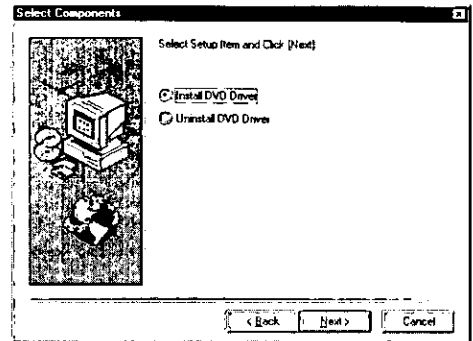 Select Components
Select Setup Item and Click [Next]
Install DVD Driver
Uninstall DVD Driver
< Back
Next >
Cancel